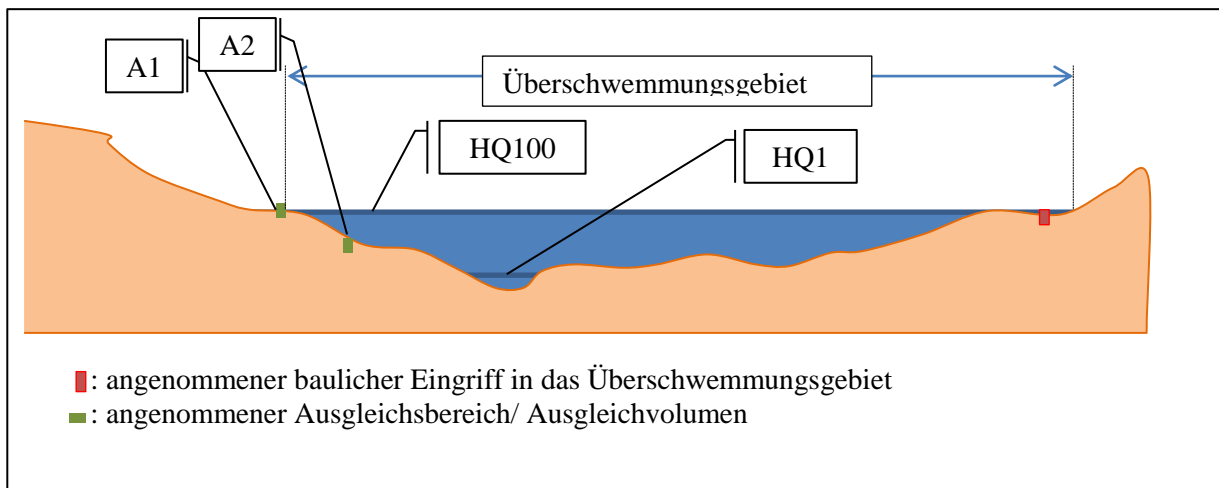 A1
A2
Überschwemmungsgebiet
HQ100
HQ1
: angenommener baulicher Eingriff in das Überschwemmungsgebiet
: angenommener Ausgleichsbereich/ Ausgleichvolumen